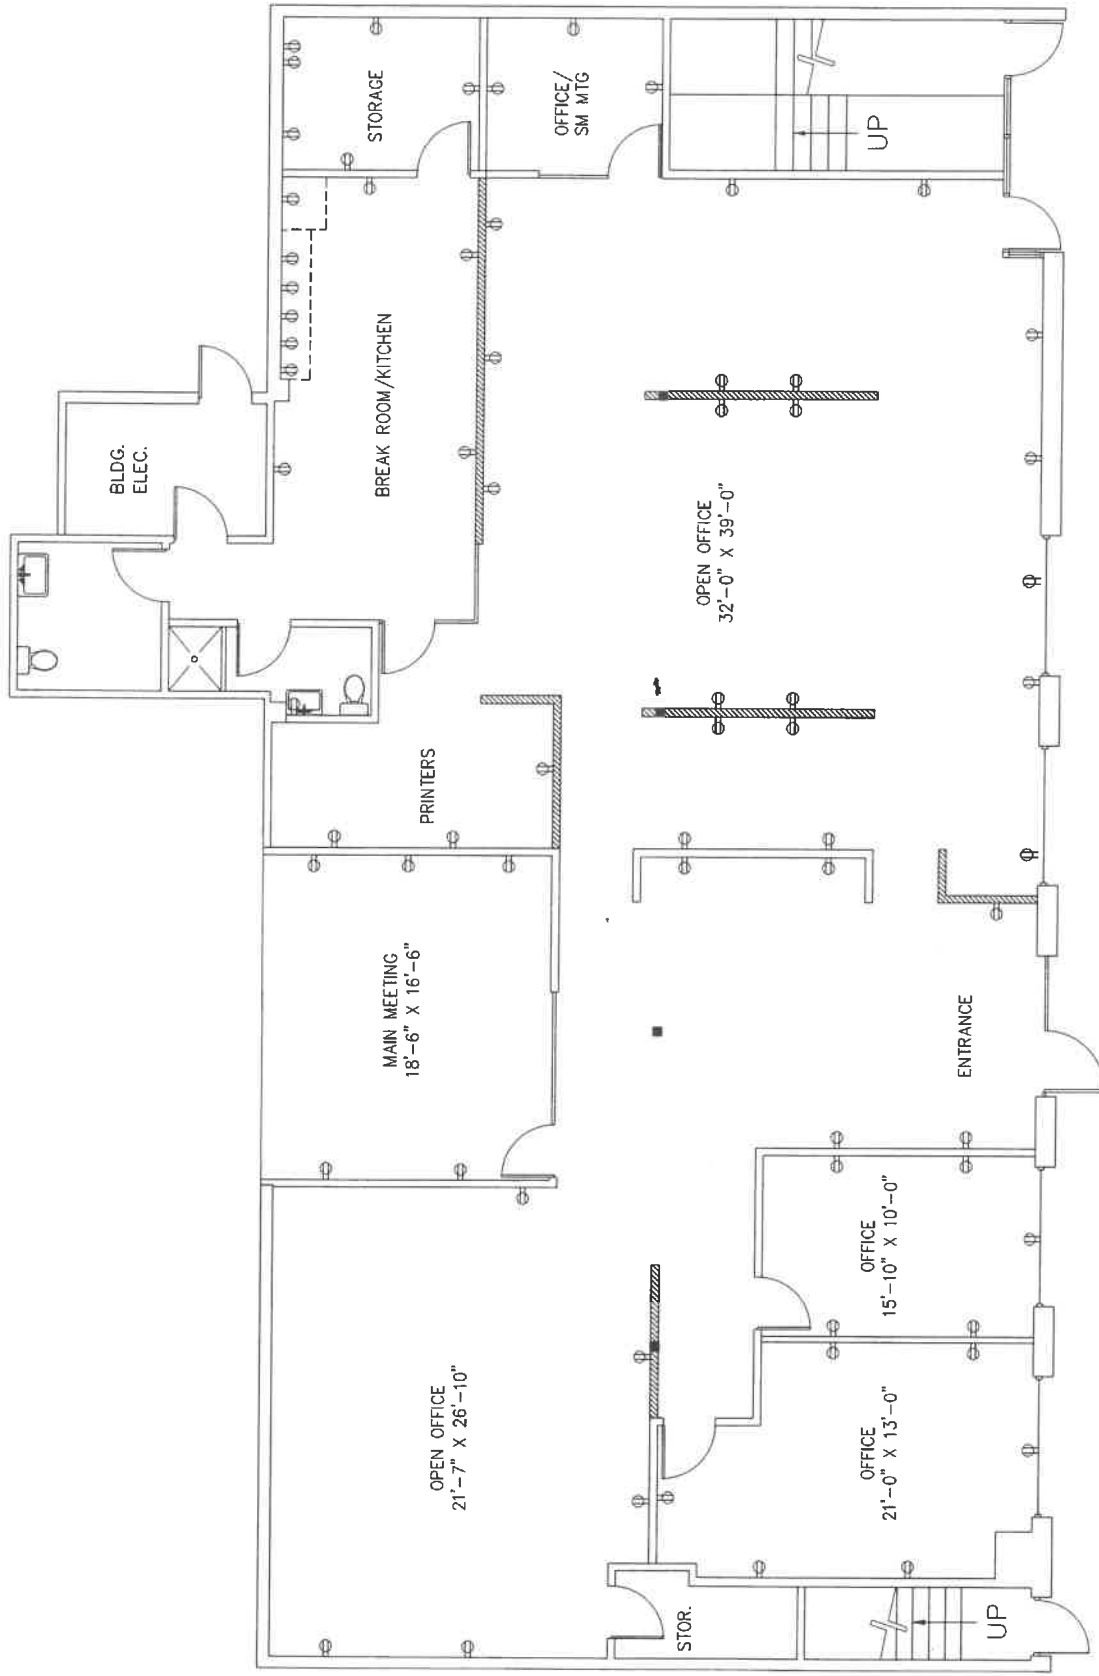 STOR.
UP
OPEN OFFICE
21'-7" X 26'-10"
OFFICE
21'-0" X 13'-0"
OFFICE
15'-10" X 10'-0"
MAIN MEETING
18'-6" X 16'-6"
ENTRANCE
PRINTERS
OPEN OFFICE
32'-0" X 39'-0"
BLDG.
ELEC.
BREAK ROOM/KITCHEN
STORAGE
OFFICE/
SM MTG
UP